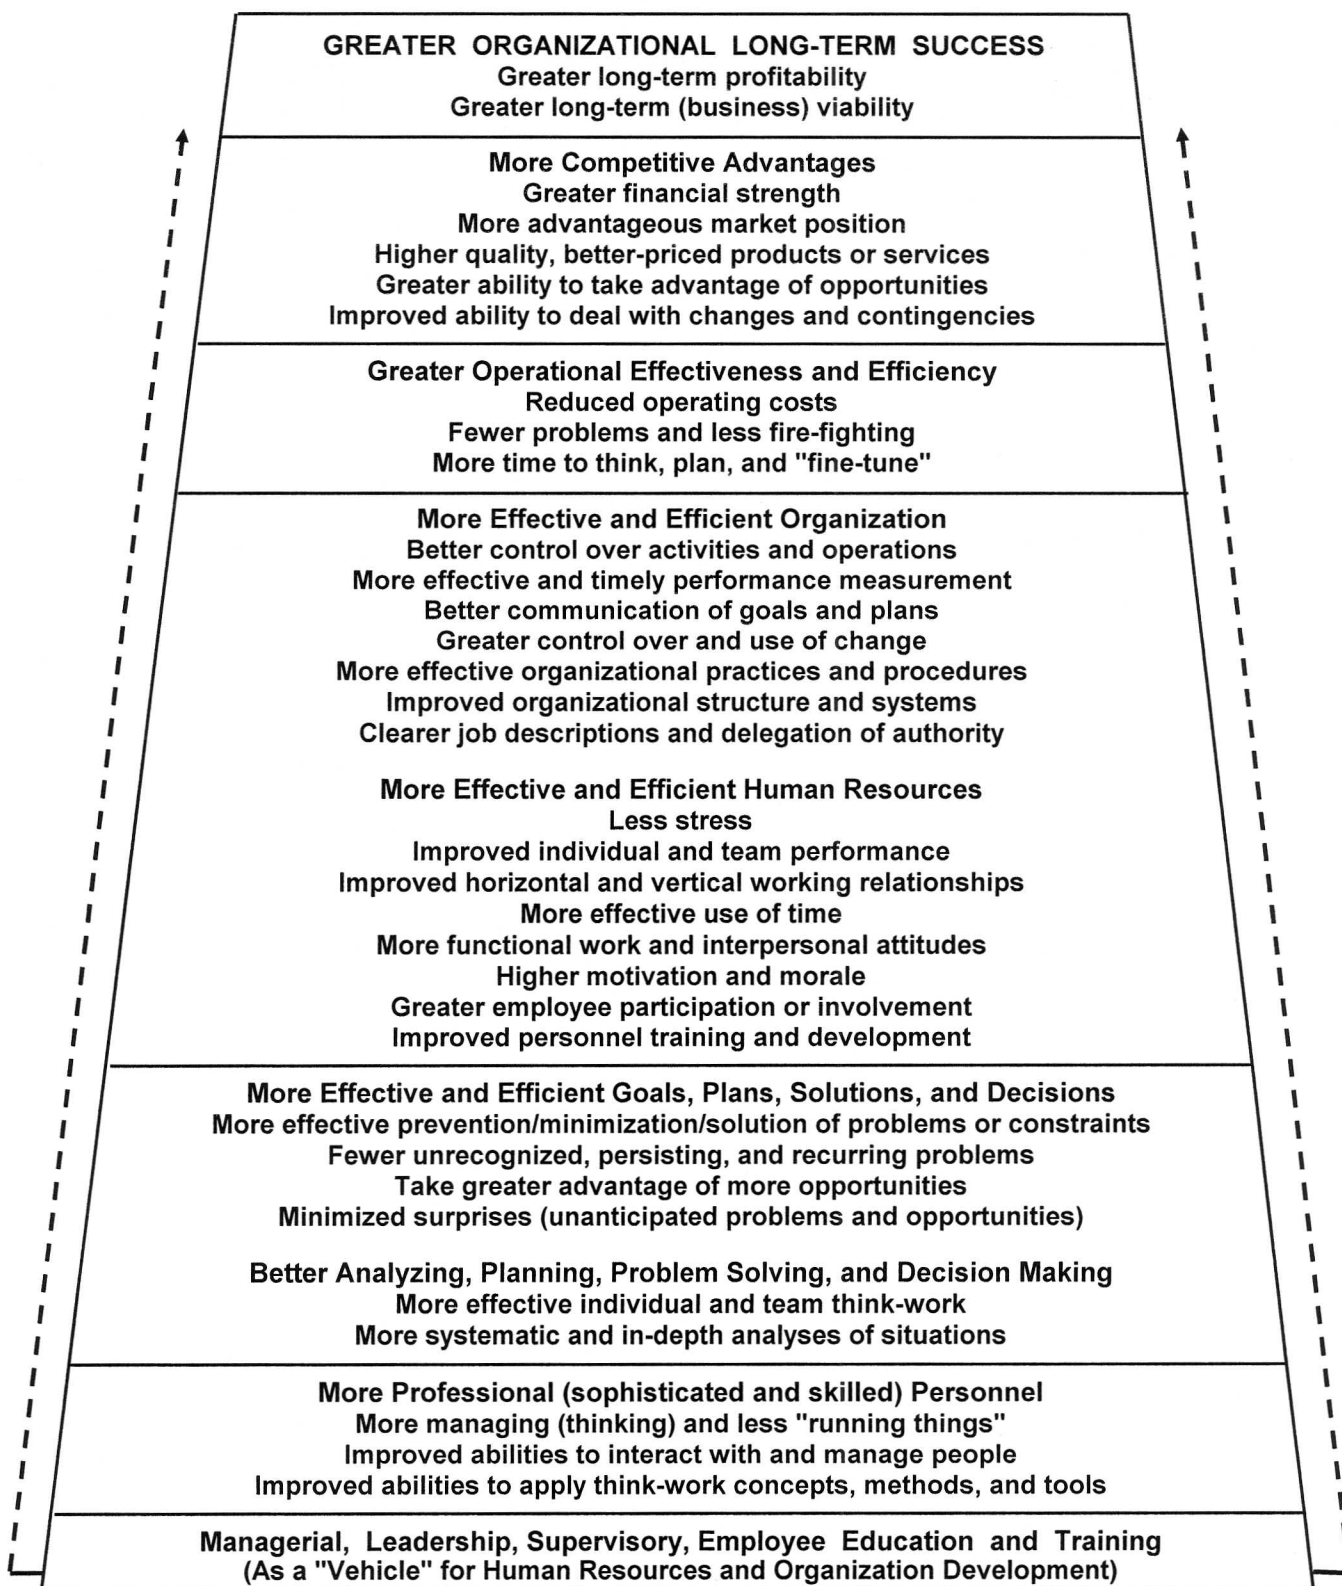 GREATER ORGANIZATIONAL LONG-TERM SUCCESS
Greater long-term profitability
Greater long-term (business) viability
More Competitive Advantages
Greater financial strength
More advantageous market position
Higher quality, better-priced products or services
Greater ability to take advantage of opportunities
Improved ability to deal with changes and contingencies
Greater Operational Effectiveness and Efficiency
Reduced operating costs
Fewer problems and less fire-fighting
More time to think, plan, and "fine-tune"
More Effective and Efficient Organization
Better control over activities and operations
More effective and timely performance measurement
Better communication of goals and plans
Greater control over and use of change
More effective organizational practices and procedures
Improved organizational structure and systems
Clearer job descriptions and delegation of authority
More Effective and Efficient Human Resources
Less stress
Improved individual and team performance
Improved horizontal and vertical working relationships
More effective use of time
More functional work and interpersonal attitudes
Higher motivation and morale
Greater employee participation or involvement
Improved personnel training and development
More Effective and Efficient Goals, Plans, Solutions, and Decisions
More effective prevention/minimization/solution of problems or constraints
Fewer unrecognized, persisting, and recurring problems
Take greater advantage of more opportunities
Minimized surprises (unanticipated problems and opportunities)
Better Analyzing, Planning, Problem Solving, and Decision Making
More effective individual and team think-work
More systematic and in-depth analyses of situations
More Professional (sophisticated and skilled) Personnel
More managing (thinking) and less "running things"
Improved abilities to interact with and manage people
Improved abilities to apply think-work concepts, methods, and tools
Managerial, Leadership, Supervisory, Employee Education and Training
(As a "Vehicle" for Human Resources and Organization Development)